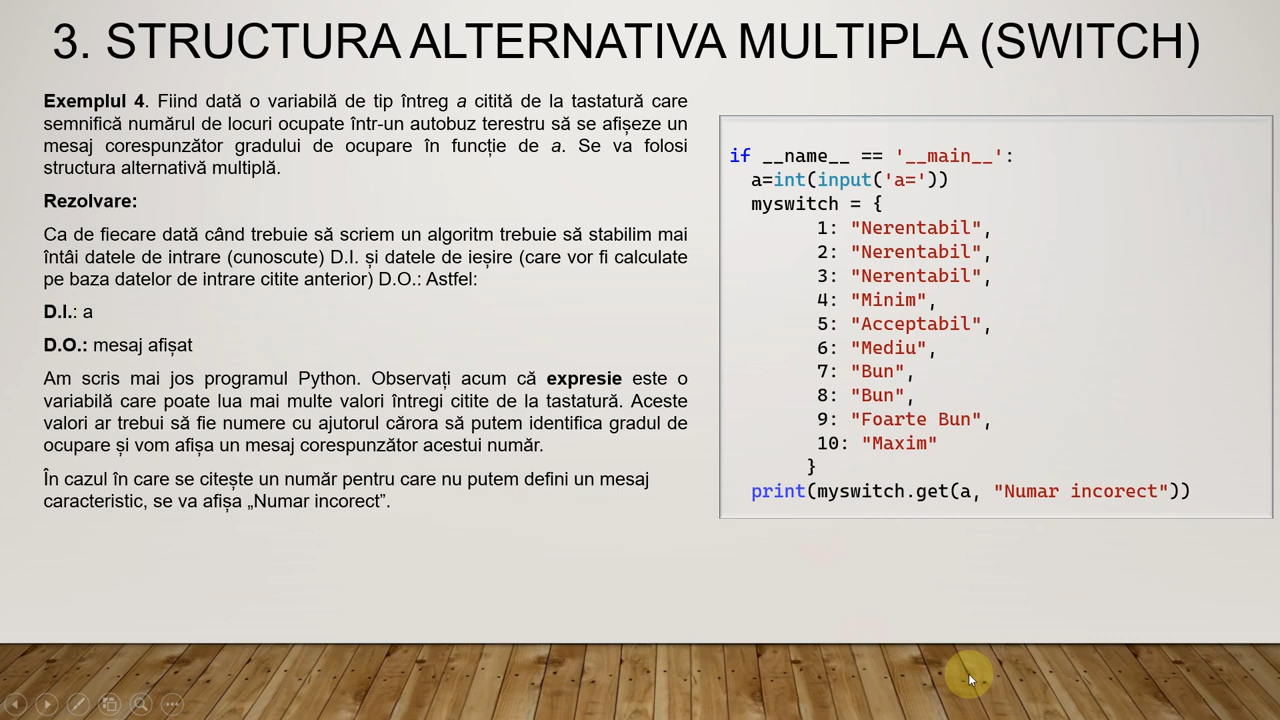 3. STRUCTURA ALTERNATIVA MULTIPLA (SWITCH)
Exemplul 4. Fiind dată o variabilă de tip întreg a citită de la tastatură care
semnifică numărul de locuri ocupate într-un autobuz terestru să se afișeze un
mesaj corespunzător gradului de ocupare în funcție de a. Se va folosi
structura alternativă multiplă.
Rezolvare:
Ca de fiecare dată când trebuie să scriem un algoritm trebuie să stabilim mai
întâi datele de intrare (cunoscute) D.I. și datele de ieșire (care vor fi calculate
pe baza datelor de intrare citite anterior) D.O.: Astfel:
D.I.: a
D.O.: mesaj afișat
Am scris mai jos programul Python. Observați acum că expresie este o
variabilă care poate lua mai multe valori întregi citite de la tastatură. Aceste
valori ar trebui să fie numere cu ajutorul cărora să putem identifica gradul de
ocupare și vom afișa un mesaj corespunzător acestui număr.
În cazul în care se citește un număr pentru care nu putem defini un mesaj
caracteristic, se va afișa „Numar incorect”.
if __name__ == '__main__':
a=int(input('a='))
myswitch = {
1: "Nerentabil",
2: "Nerentabil",
3: "Nerentabil",
4: "Minim",
5: "Acceptabil",
6: "Mediu",
7: "Bun",
8: "Bun",
9: "Foarte Bun",
10: "Maxim"
}
print(myswitch.get(a, "Numar incorect"))